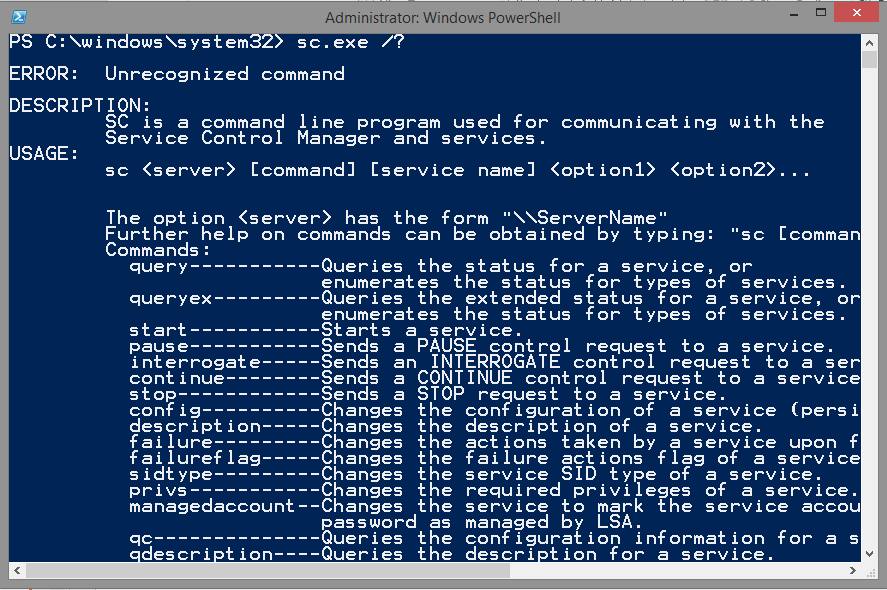 Administrator: Windows PowerShell
PS C:\windows\system32> sc.exe /?
ERROR:  Unrecognized command
DESCRIPTION:
        SC is a command line program used for communicating with the
        Service Control Manager and services.
USAGE:
        sc <server> [command] [service name] <option1> <option2>...
        The option <server> has the form "\\ServerName"
        Further help on commands can be obtained by typing: "sc [comman
        Commands:
          query-----------Queries the status for a service, or
                          enumerates the status for types of services.
          queryex---------Queries the extended status for a service, or
                          enumerates the status for types of services.
          start-----------Starts a service.
          pause-----------Sends a PAUSE control request to a service.
          interrogate-----Sends an INTERROGATE control request to a ser
          continue--------Sends a CONTINUE control request to a service
          stop------------Sends a STOP request to a service.
          config----------Changes the configuration of a service (persi
          description-----Changes the description of a service.
          failure---------Changes the actions taken by a service upon f
          failureflag-----Changes the failure actions flag of a service
          sidtype---------Changes the service SID type of a service.
          privs-----------Changes the required privileges of a service.
          managedaccount--Changes the service to mark the service accou
                          password as managed by LSA.
          qc--------------Queries the configuration information for a s
          qdescription----Queries the description for a service.